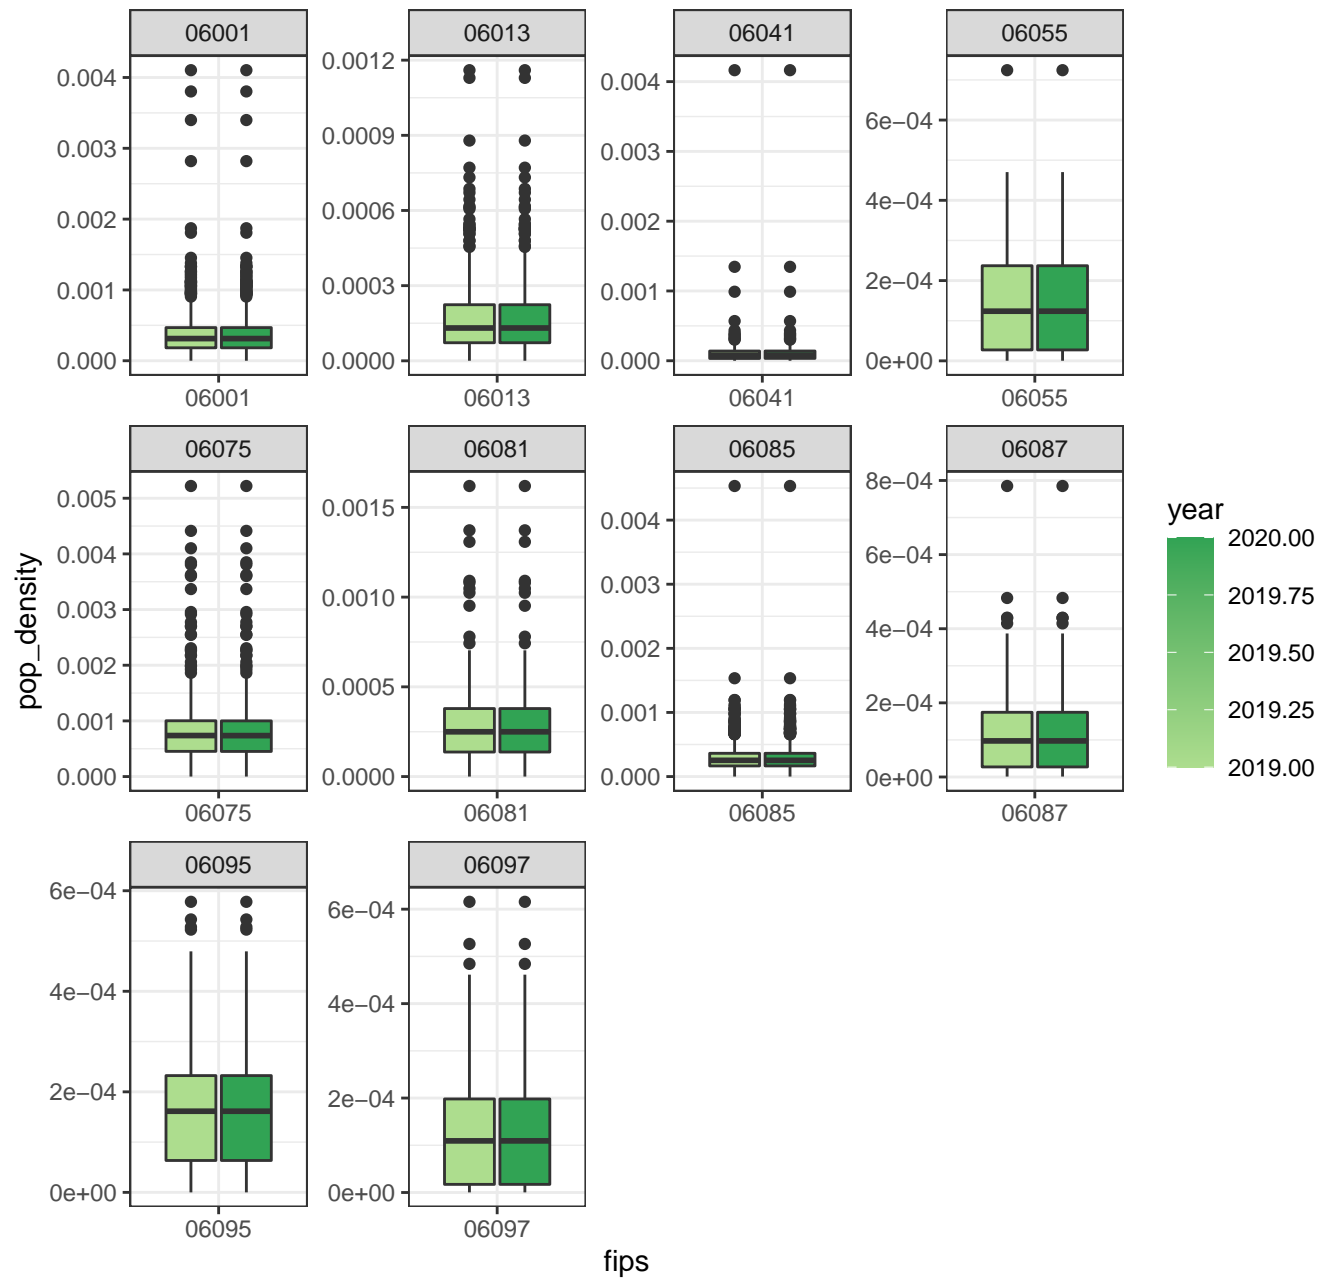 06001
0.004
0.003
0.002
0.001
0.000
06001
06013
0.0012
0.0009
0.0006
0.0003
0.0000
06013
06041
0.004
0.003
0.002
0.001
0.000
06041
06055
6e−04
4e−04
2e−04
0e+00
06055
06075
0.005
0.004
0.003
0.002
0.001
0.000
06075
06081
0.0015
0.0010
0.0005
0.0000
06081
06085
0.004
0.003
0.002
0.001
0.000
06085
06087
8e−04
6e−04
4e−04
2e−04
0e+00
06087
06095
6e−04
4e−04
2e−04
0e+00
06095
06097
6e−04
4e−04
2e−04
0e+00
06097
pop_density
fips
year
2020.00
2019.75
2019.50
2019.25
2019.00